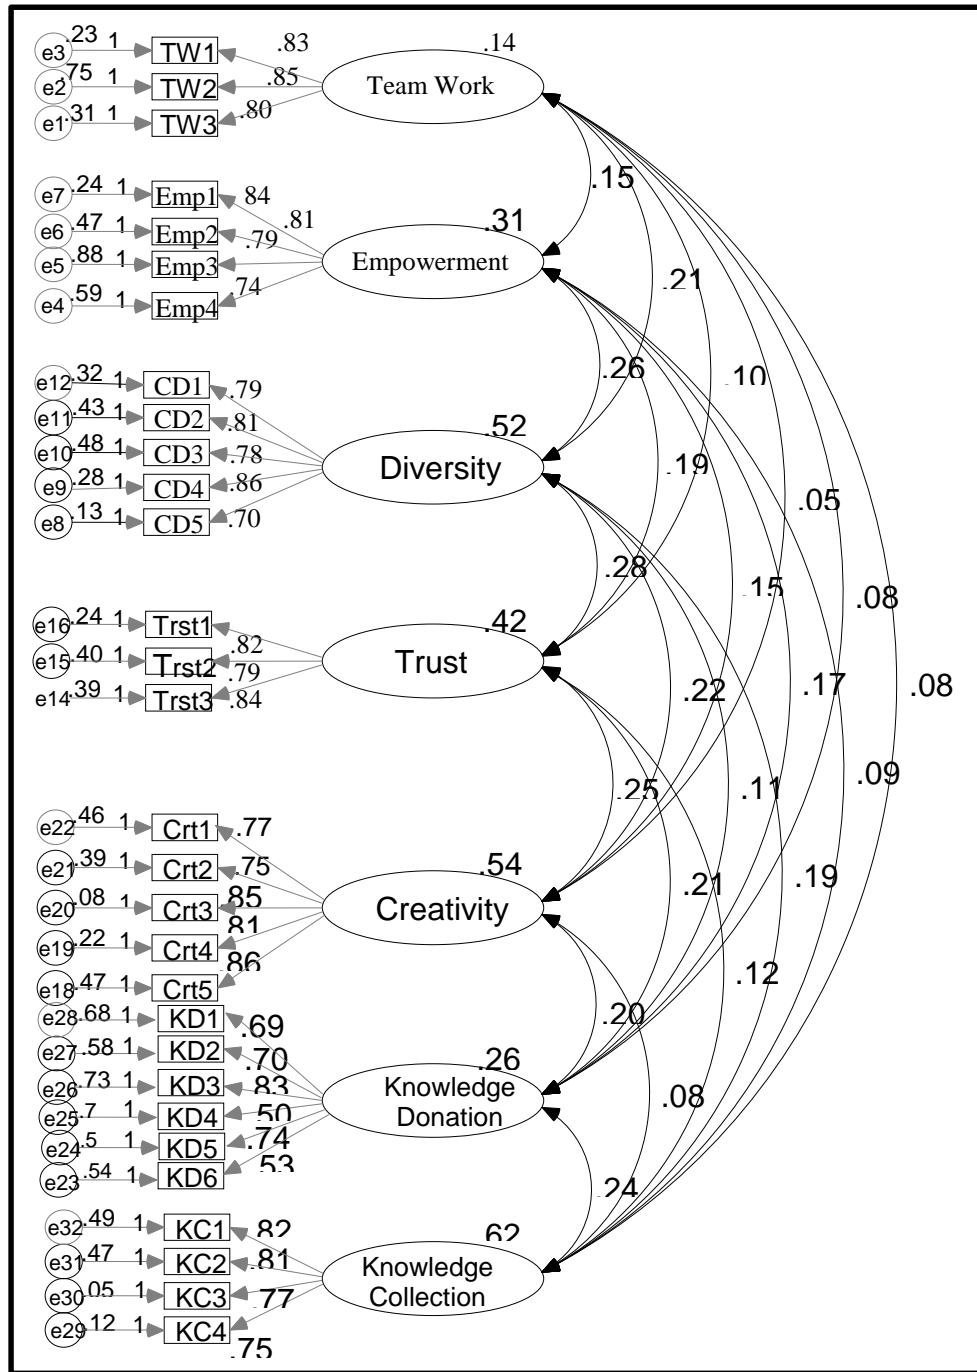 e3 .23 1 TW1 .83 .14
e2 .75 1 TW2 .85 Team Work
e1 .31 1 TW3 .80
.15
e7 .24 1 Emp1 .84
e6 .47 1 Emp2 .81 .31
e5 .88 1 Emp3 .79 Empowerment
e4 .59 1 Emp4 .74
.21
.26 .10
e12 .32 1 CD1 .79
e11 .43 1 CD2 .81 .52
e10 .48 1 CD3 .78 Diversity .19
e9 .28 1 CD4 .86
e8 .13 1 CD5 .70 .05
.28 .15 .08
e16 .24 1 Trst1 .82 .42
e15 .40 1 Trst2 .79 Trust
e14 .39 1 Trst3 .84
.22 .17 .08
.25 .11 .09
e22 .46 1 Crt1 .77
e21 .39 1 Crt2 .75 .54
e20 .08 1 Crt3 .85 Creativity .21 .19
e19 .22 1 Crt4 .81
e18 .47 1 Crt5 .86
.12
e28 .68 1 KD1 .69 .20
e27 .58 1 KD2 .70 .26
e26 .73 1 KD3 .83 Knowledge .08
e25 .7 1 KD4 .50 Donation
e24 .5 1 KD5 .74
e23 .54 1 KD6 .53
.24
e32 .49 1 KC1 .82 .62
e31 .47 1 KC2 .81 Knowledge
e30 .05 1 KC3 .77 Collection
e29 .12 1 KC4 .75